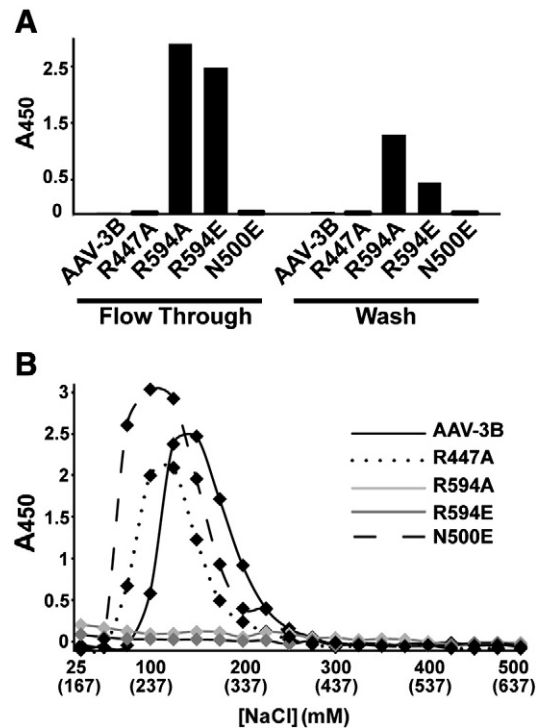 A
A450
2.5
1.5
0.5
0
AAV-3B
R447A
R594A
R594E
N500E
AAV-3B
R447A
R594A
R594E
N500E
Flow Through
Wash
B
A450
3
2.5
2
1.5
1
0.5
0
AAV-3B
R447A
R594A
R594E
N500E
25 100 200 300 400 500
(167) (237) (337) (437) (537) (637)
[NaCl] (mM)